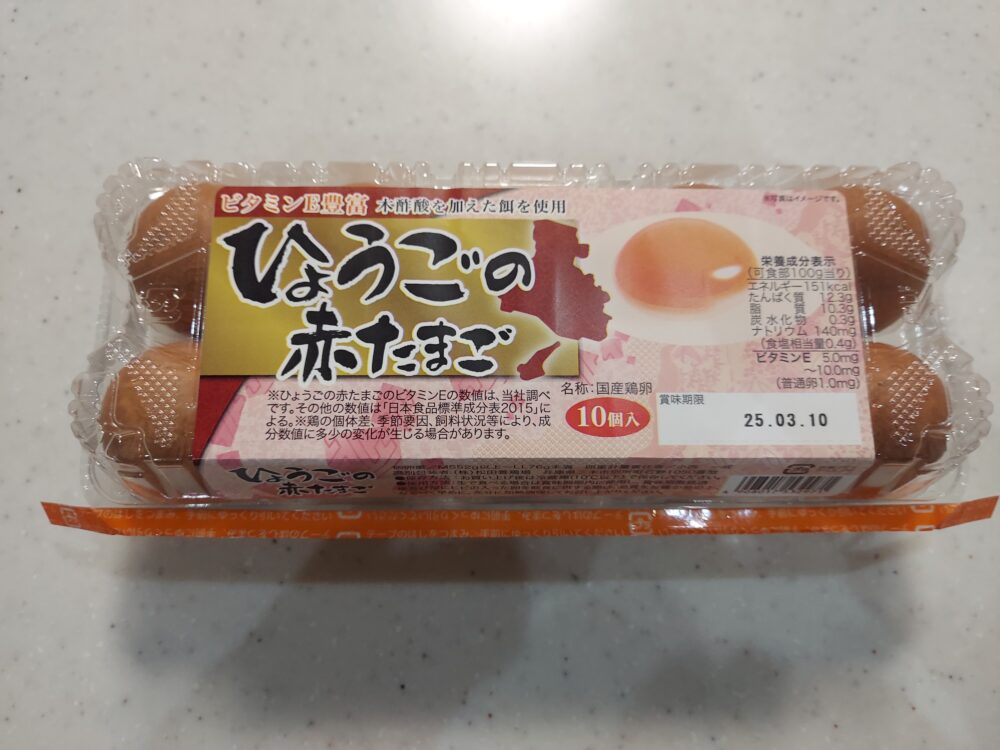 ビタミンE豊富 木酢酸を加えた餌を使用
※写真はイメージです。
ひょうごの
赤たまご
栄養成分表示
(可食部100g当り)
エネルギー 151kcal
たんぱく質 12.3g
脂質 10.3g
炭水化物 0.3g
ナトリウム 140mg
(食塩相当量0.4g)
ビタミンE 5.0mg
～10.0mg
(普通卵1.0mg)
※ひょうごの赤たまごのビタミンEの数値は、当社調べ
です。その他の数値は「日本食品標準成分表2015」に
よる。※鶏の個体差、季節要因、飼料状況等により、成
分数値に多少の変化が生じる場合があります。
名称:国産鶏卵
10個入
賞味期限
25.03.10
ひょうごの
赤たまご